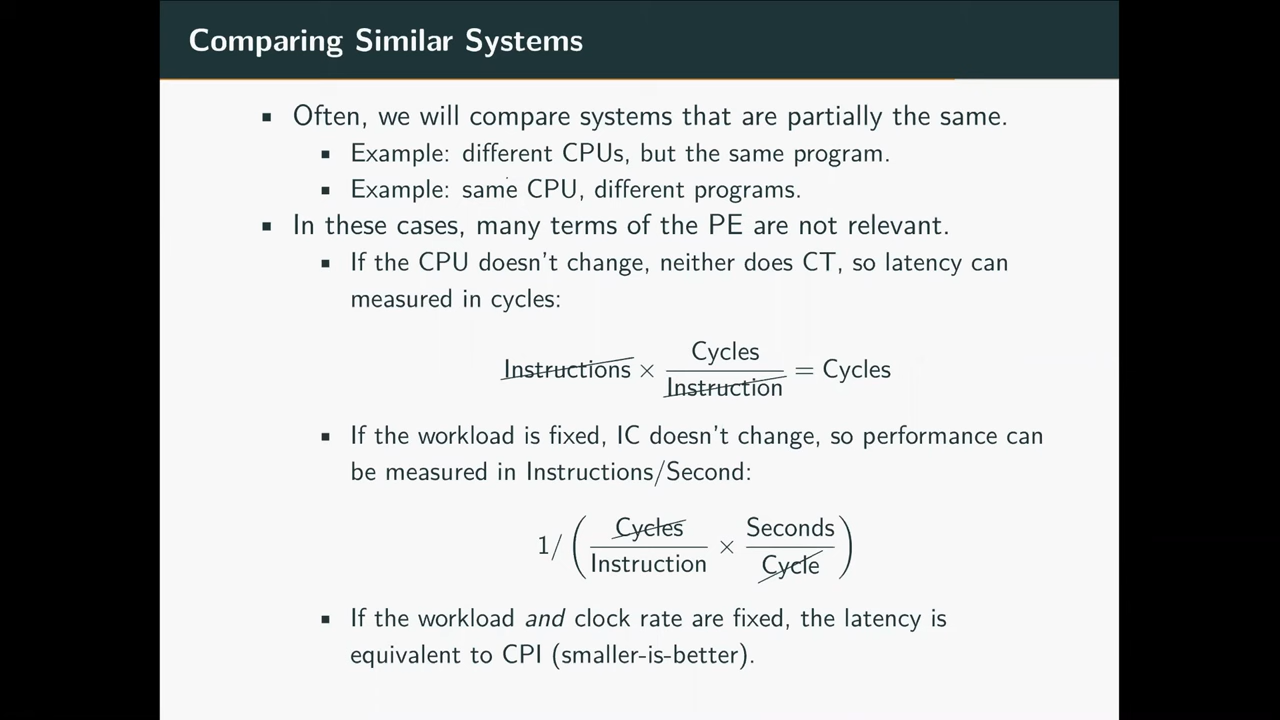 Comparing Similar Systems
▪ Often, we will compare systems that are partially the same.
▪ Example: different CPUs, but the same program.
▪ Example: same CPU, different programs.
▪ In these cases, many terms of the PE are not relevant.
▪ If the CPU doesn't change, neither does CT, so latency can
measured in cycles:
Instructions × Cycles/Instruction = Cycles
▪ If the workload is fixed, IC doesn't change, so performance can
be measured in Instructions/Second:
1/ (Cycles/Instruction × Seconds/Cycle)
▪ If the workload and clock rate are fixed, the latency is
equivalent to CPI (smaller-is-better).